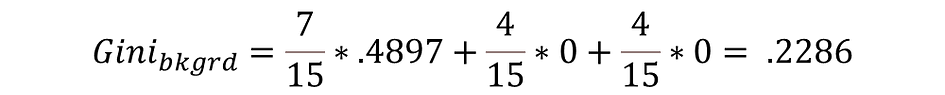 Gini_bkgrd = 7/15 * .4897 + 4/15 * 0 + 4/15 * 0 = .2286